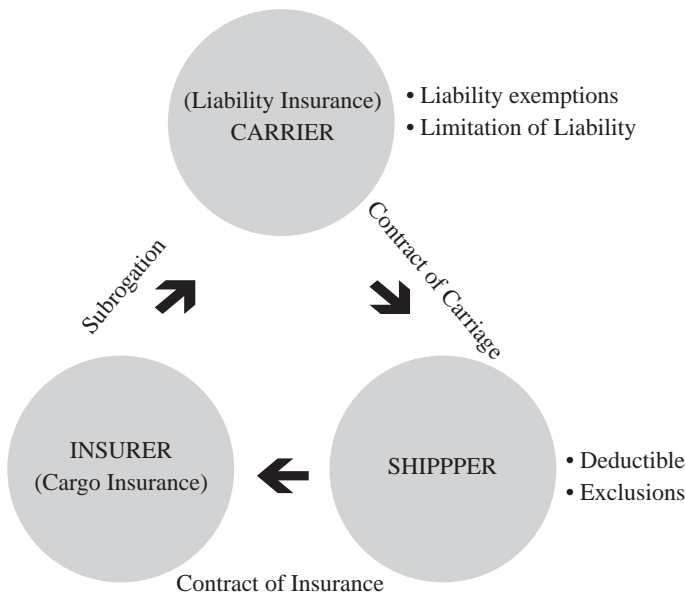 (Liability Insurance)
CARRIER
• Liability exemptions
• Limitation of Liability
Subrogation
Contract of Carriage
INSURER
(Cargo Insurance)
SHIPPPER
• Deductible
• Exclusions
Contract of Insurance